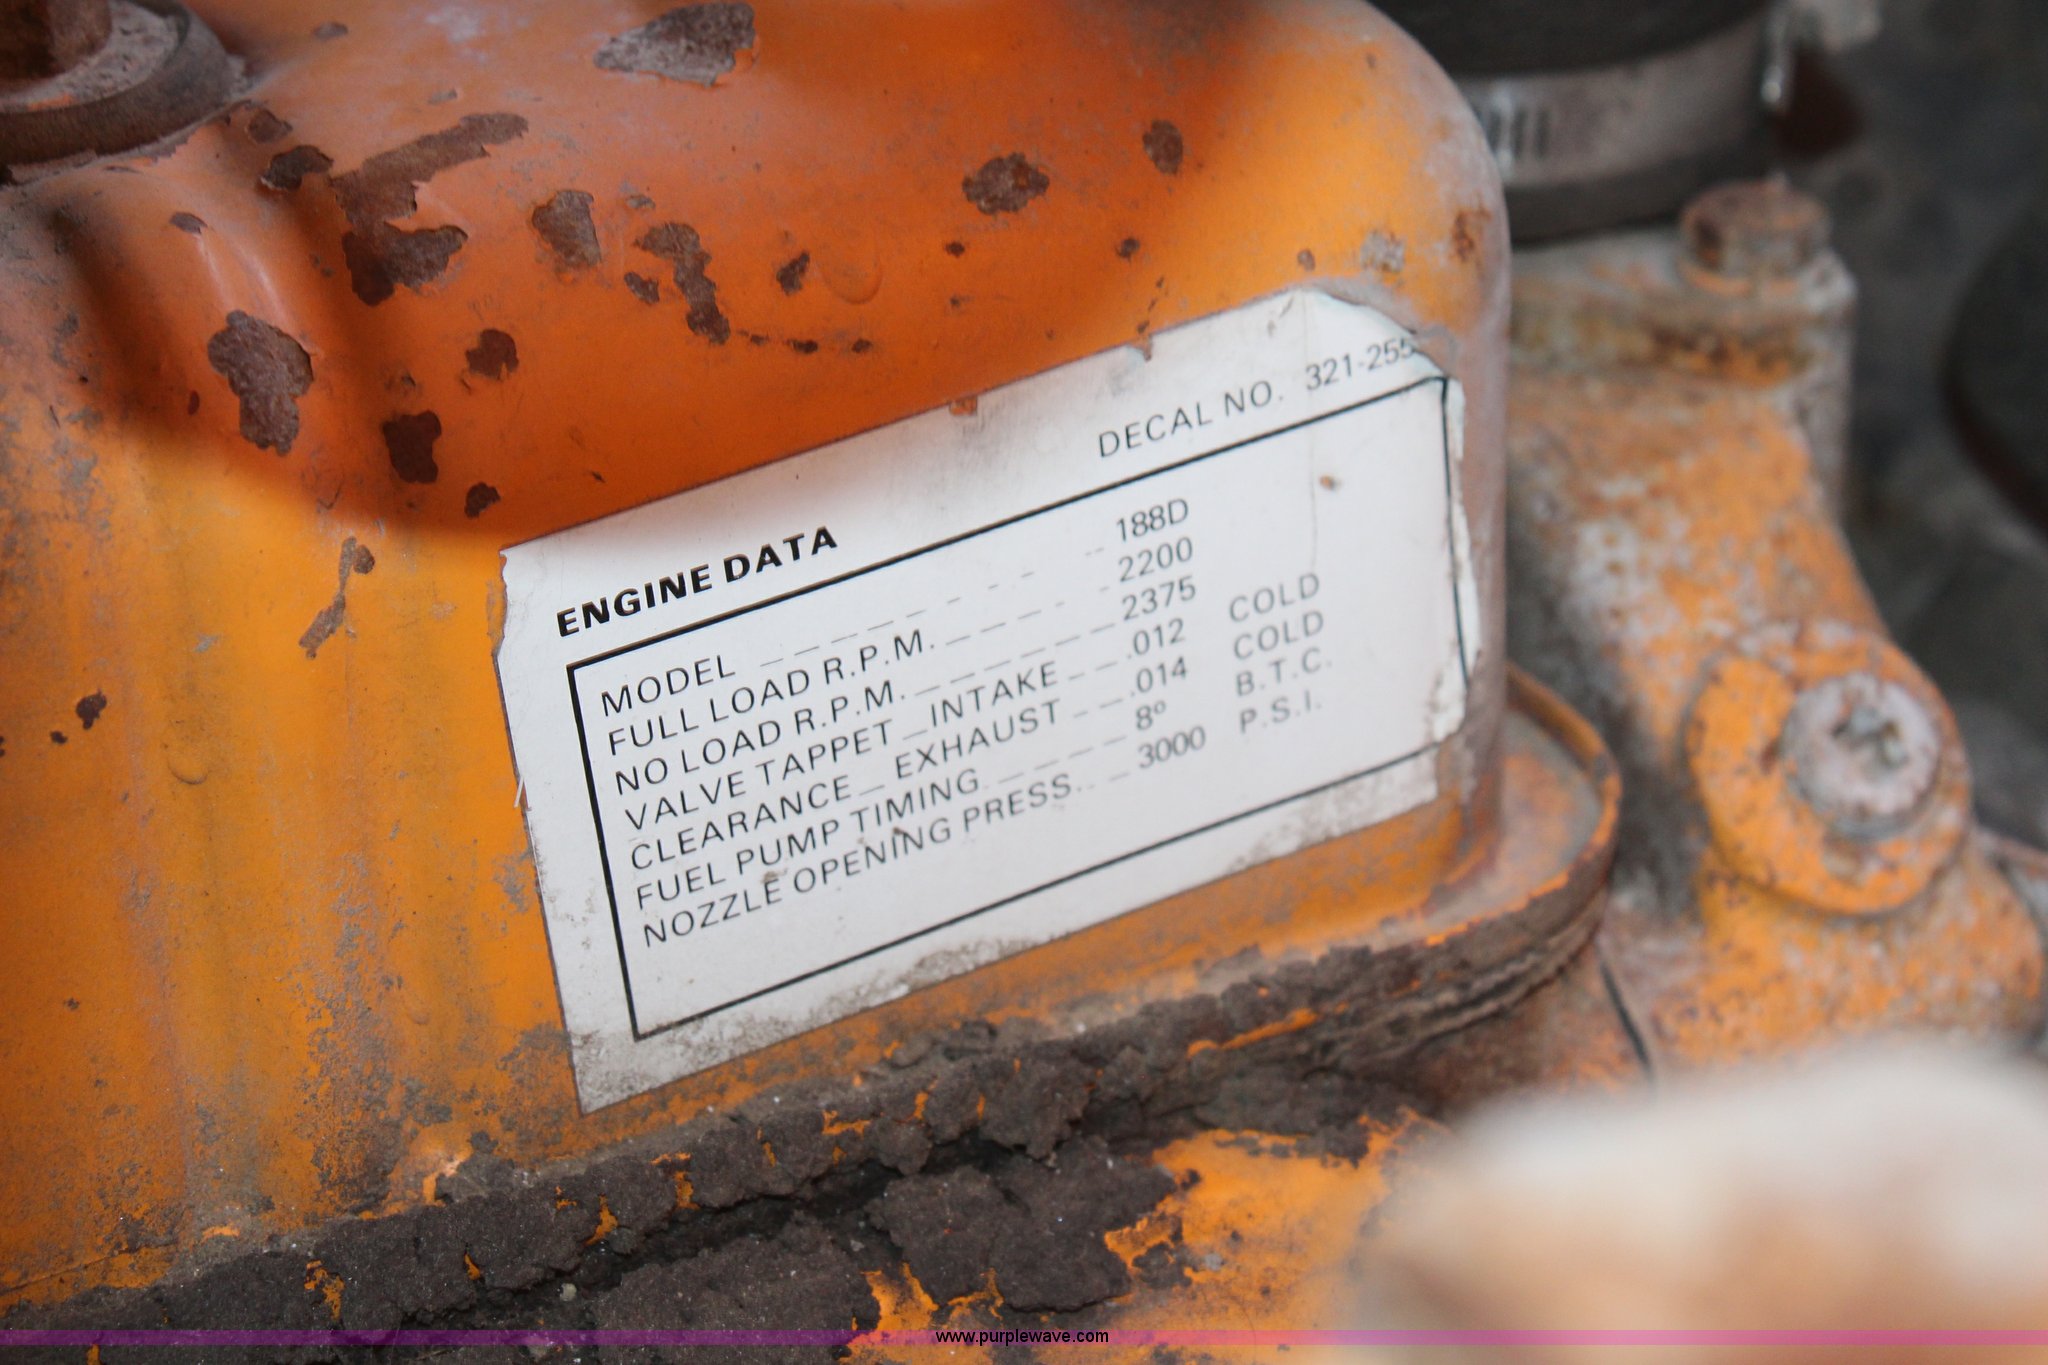 DECAL NO. 321-255
ENGINE DATA
MODEL _ _ _ _ _ - - - -- 188D
FULL LOAD R.P.M. _ _ _ - - 2200
NO LOAD R.P.M. _ _ _ _ _ _ 2375
VALVE TAPPET _ INTAKE _ _ .012 COLD
CLEARANCE _ EXHAUST _ _ .014 COLD
FUEL PUMP TIMING _ _ _ _ 8° B.T.C.
NOZZLE OPENING PRESS. . _ 3000 P.S.I.
www.purplewave.com